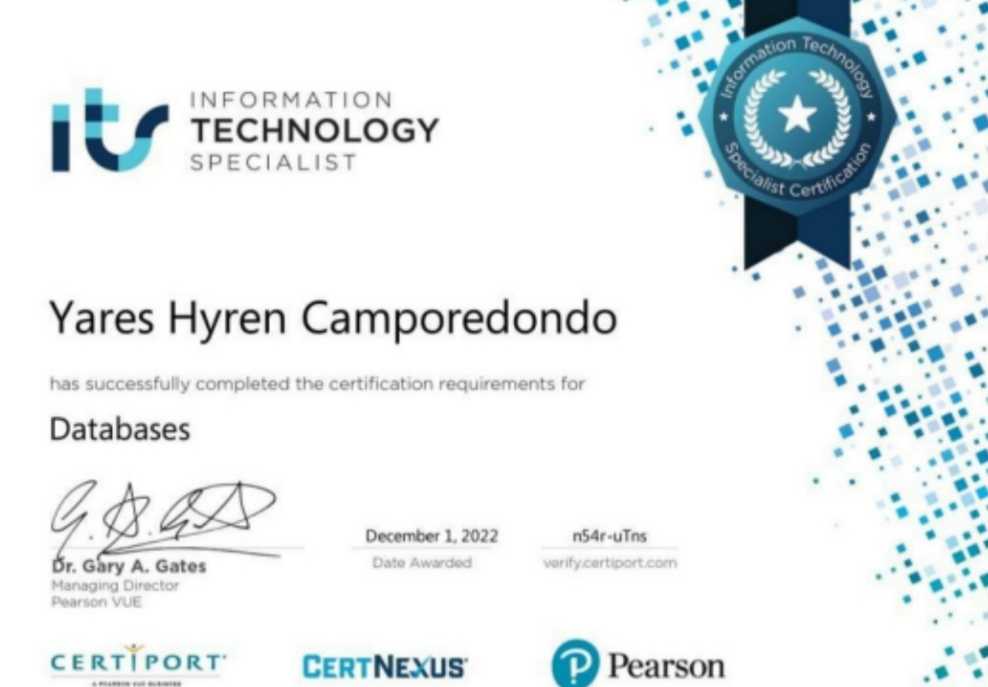 its
INFORMATION
TECHNOLOGY
SPECIALIST
Information Technology
Specialist Certification
Yares Hyren Camporedondo
has successfully completed the certification requirements for
Databases
G. A. Gates
Dr. Gary A. Gates
Managing Director
Pearson VUE
December 1, 2022
Date Awarded
n54r-uTns
verify.certiport.com
CERTIPORT
A PEARSON VUE BUSINESS
CERTNEXUS
P Pearson